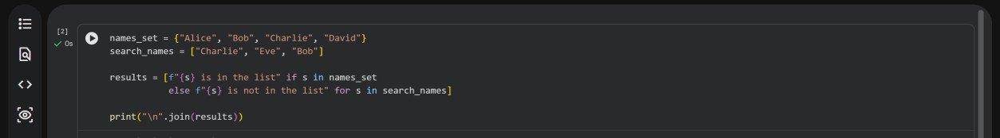 [2]
0s
names_set = {"Alice", "Bob", "Charlie", "David"}
search_names = ["Charlie", "Eve", "Bob"]
results = [f"{s} is in the list" if s in names_set
else f"{s} is not in the list" for s in search_names]
print("\n".join(results))